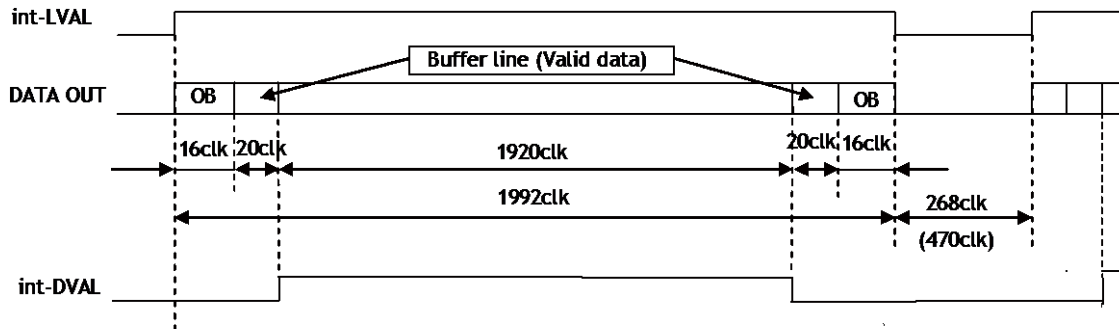 int-LVAL
Buffer line (Valid data)
DATA OUT
OB
OB
16clk
20clk
1920clk
20clk
16clk
1992clk
268clk
(470clk)
int-DVAL